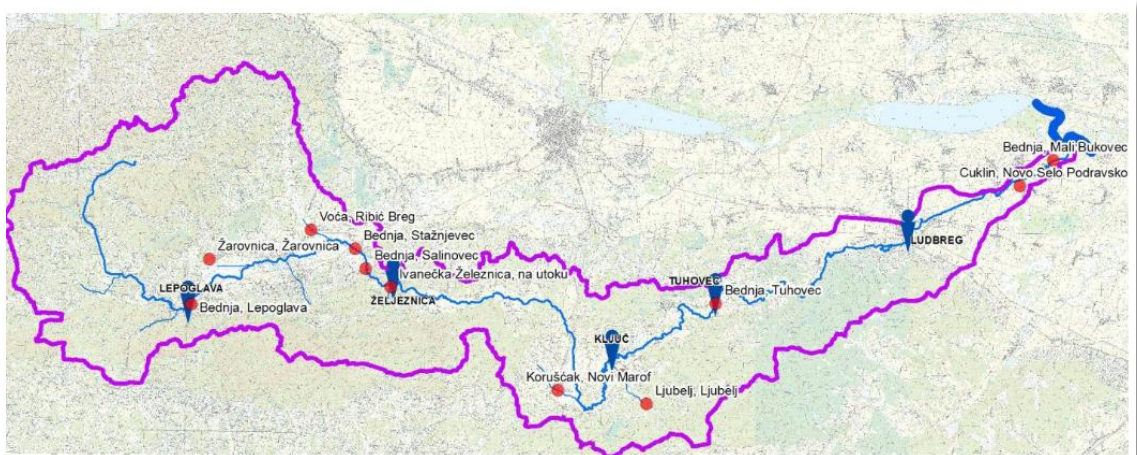 Bednja, Mali Bukovec
Cuklin, Novo Selo Podravsko
Voća, Ribić Breg
Bednja, Stažnjevec
LUDBREG
Žarovnica, Žarovnica
Bednja, Salinovec
Ivanečka Železnica, na utoku
TUHOVEC
LEPOGLAVA
Bednja, Tuhovec
ŽELJEZNICA
Bednja, Lepoglava
KLJUČ
Korušćak, Novi Marof
Ljubelj, Ljubelj